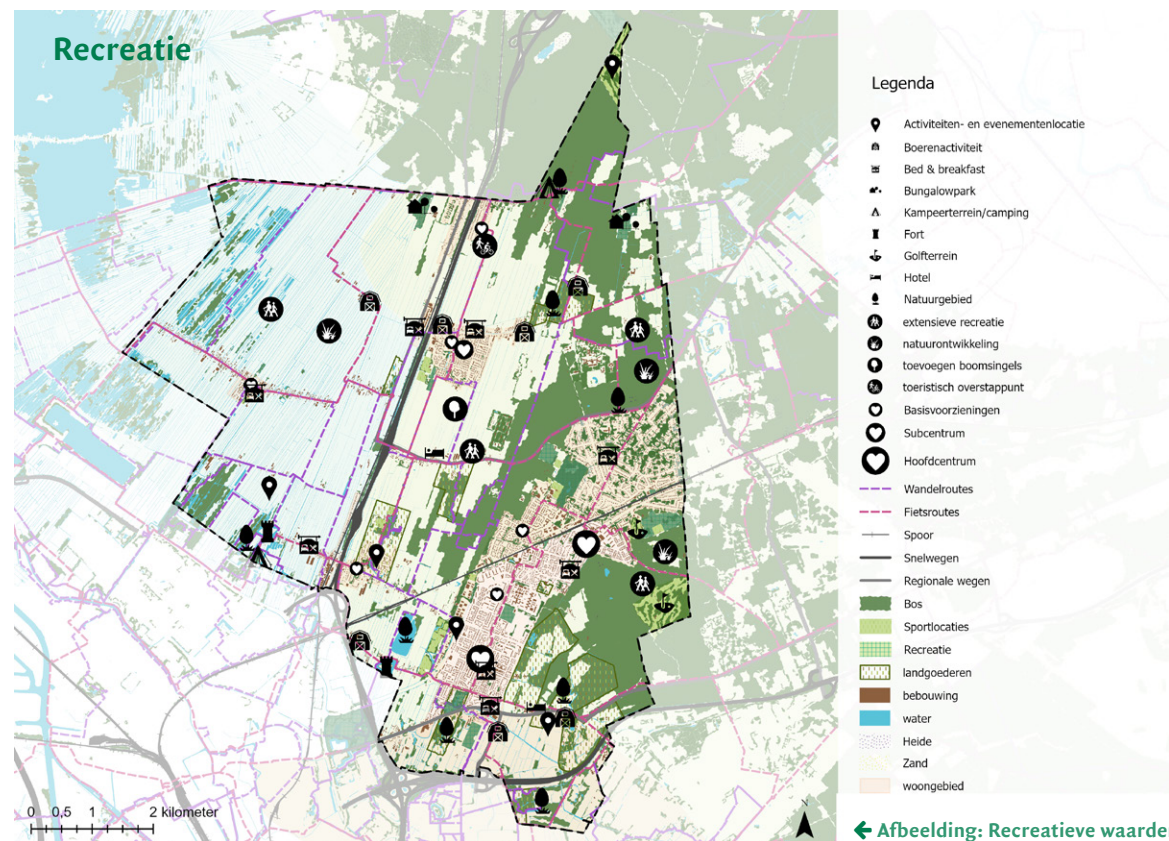 Recreatie
Legenda
Activiteiten- en evenementenlocatie
Boerenactiviteit
Bed & breakfast
Bungalowpark
Kampeerterrein/camping
Fort
Golfterrein
Hotel
Natuurgebied
extensieve recreatie
natuurontwikkeling
toevoegen boomsingels
toeristisch overstappunt
Basisvoorzieningen
Subcentrum
Hoofdcentrum
Wandelroutes
Fietsroutes
Spoor
Snelwegen
Regionale wegen
Bos
Sportlocaties
Recreatie
landgoederen
bebouwing
water
Heide
Zand
woongebied
0 0,5 1 2 kilometer
N
← Afbeelding: Recreatieve waarde